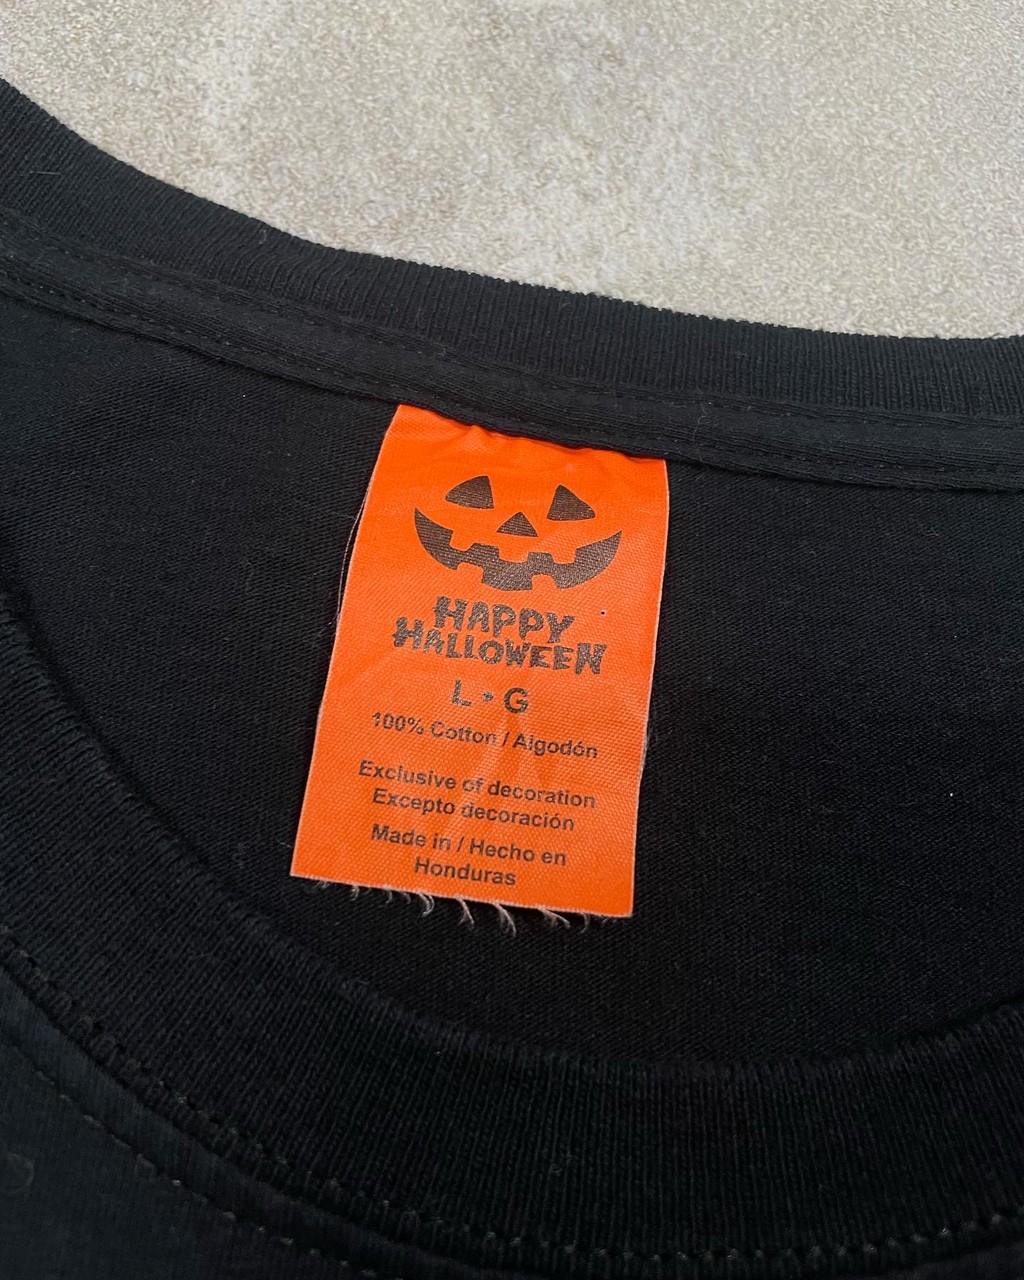 HAPPY
HALLOWEEN
L • G
100% Cotton / Algodón
Exclusive of decoration
Excepto decoración
Made in / Hecho en
Honduras